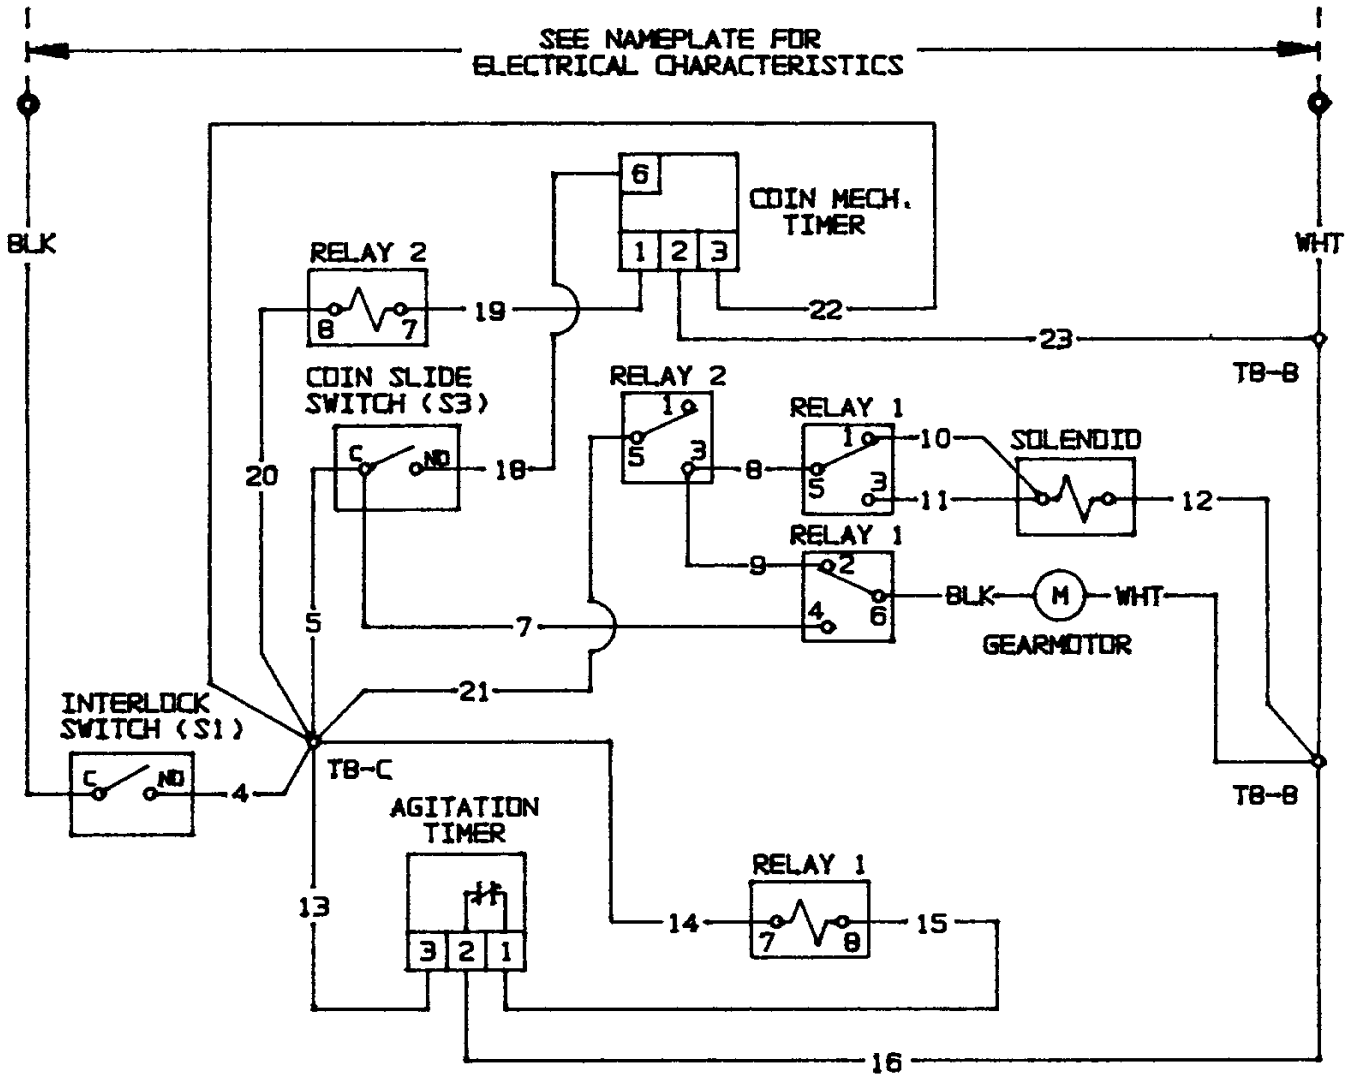 SEE NAMEPLATE FOR
ELECTRICAL CHARACTERISTICS
6
COIN MECH.
TIMER
BLK
WHT
RELAY 2
1 2 3
19
22
8
7
23
COIN SLIDE
SWITCH (S3)
RELAY 2
TB-B
1
RELAY 1
C
NO
18
20
5
3
8
1
10
SOLENOID
5
3
11
12
RELAY 1
9
2
5
7
4
6
BLK
M
WHT
GEARMOTOR
21
INTERLOCK
SWITCH (S1)
TB-C
C
NO
4
TB-B
AGITATION
TIMER
RELAY 1
13
14
15
7
8
3 2 1
16